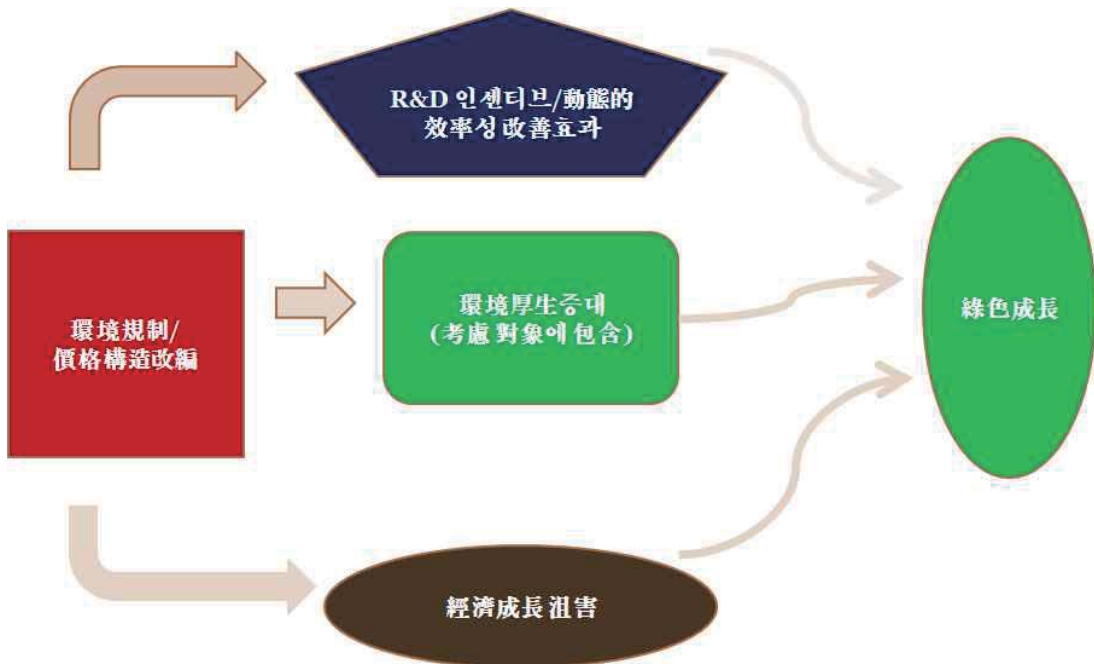 R&D 인센티브/動態的
效率성 改善효과
環境規制/
價格構造改編
環境厚生증대
(考慮 對象에 包含)
綠色成長
經濟成長 沮害